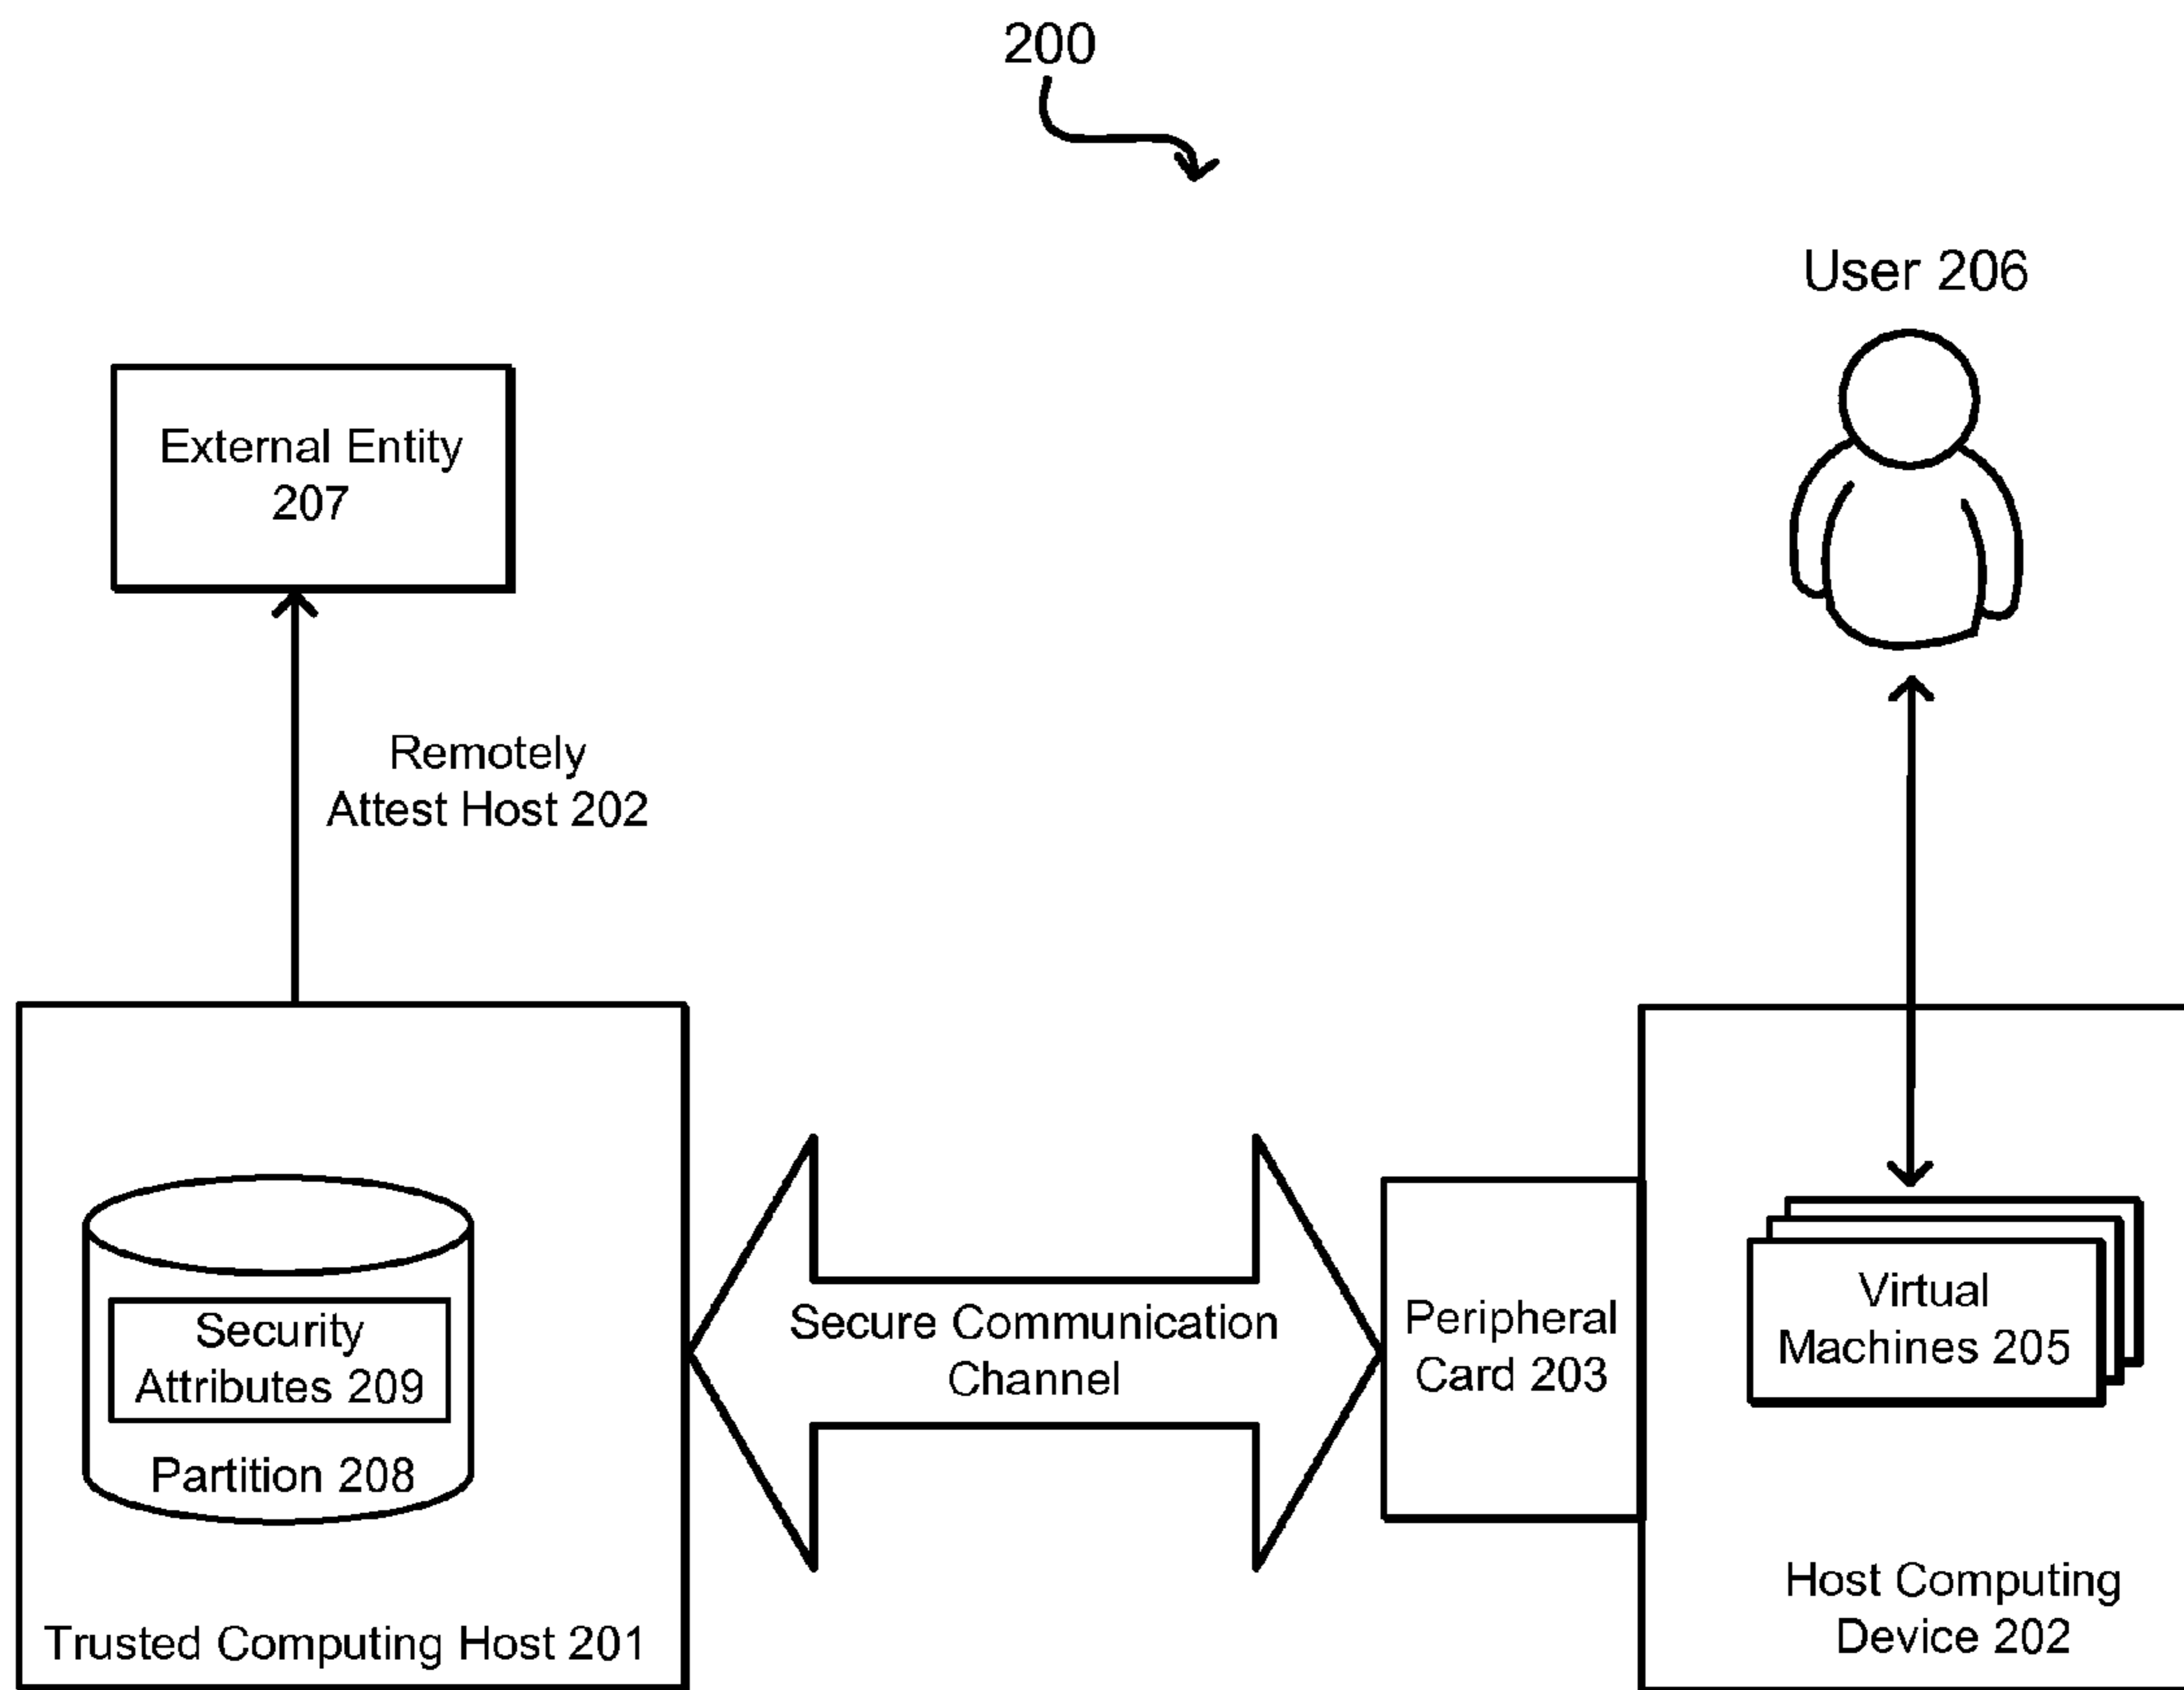 200
User 206
External Entity
207
Remotely
Attest Host 202
Security
Attributes 209
Partition 208
Trusted Computing Host 201
Secure Communication
Channel
Peripheral
Card 203
Virtual
Machines 205
Host Computing
Device 202